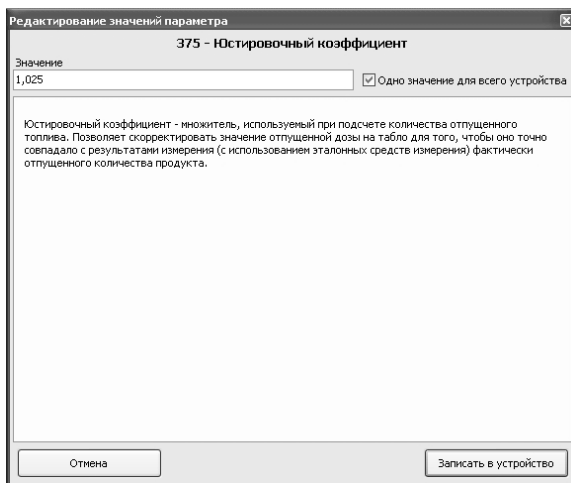 Редактирование значений параметра
375 - Юстировочный коэффициент
Значение
1,025
Одно значение для всего устройства
Юстировочный коэффициент - множитель, используемый при подсчете количества отпущенного
топлива. Позволяет скорректировать значение отпущенной дозы на табло для того, чтобы оно точно
совпадало с результатами измерения (с использованием эталонных средств измерения) фактически
отпущенного количества продукта.
Отмена
Записать в устройство